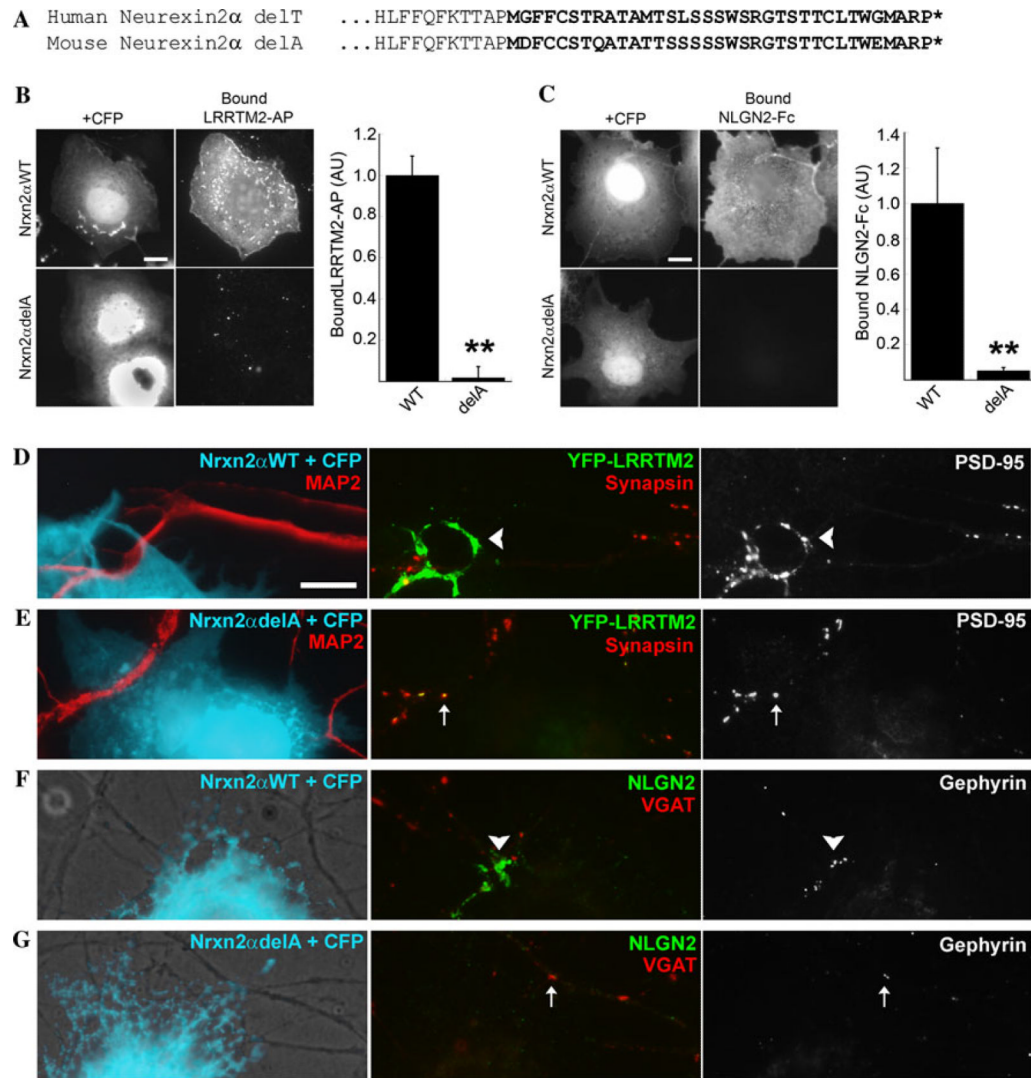 A
Human Neurexin2α delT ...HLFFQFKTTAPMGFFCSTRATAMTSLSSSWSRGTSTTCLTWGMARP*
Mouse Neurexin2α delA ...HLFFQFKTTAPMDFCCSTQATATTSSSSSWSRGTSTTCLTWEMARP*
B
+CFP
Bound
LRRTM2-AP
Nrxn2αWT
Nrxn2αdelA
BoundLRRTM2-AP (AU)
1.2
1.0
0.8
0.6
0.4
0.2
**
WT
delA
C
+CFP
Bound
NLGN2-Fc
Nrxn2αWT
Nrxn2αdelA
Bound NLGN2-Fc (AU)
1.4
1.2
1.0
0.8
0.6
0.4
0.2
**
WT
delA
D
Nrxn2αWT + CFP
MAP2
YFP-LRRTM2
Synapsin
PSD-95
E
Nrxn2αdelA + CFP
MAP2
YFP-LRRTM2
Synapsin
PSD-95
F
Nrxn2αWT + CFP
NLGN2
VGAT
Gephyrin
G
Nrxn2αdelA + CFP
NLGN2
VGAT
Gephyrin